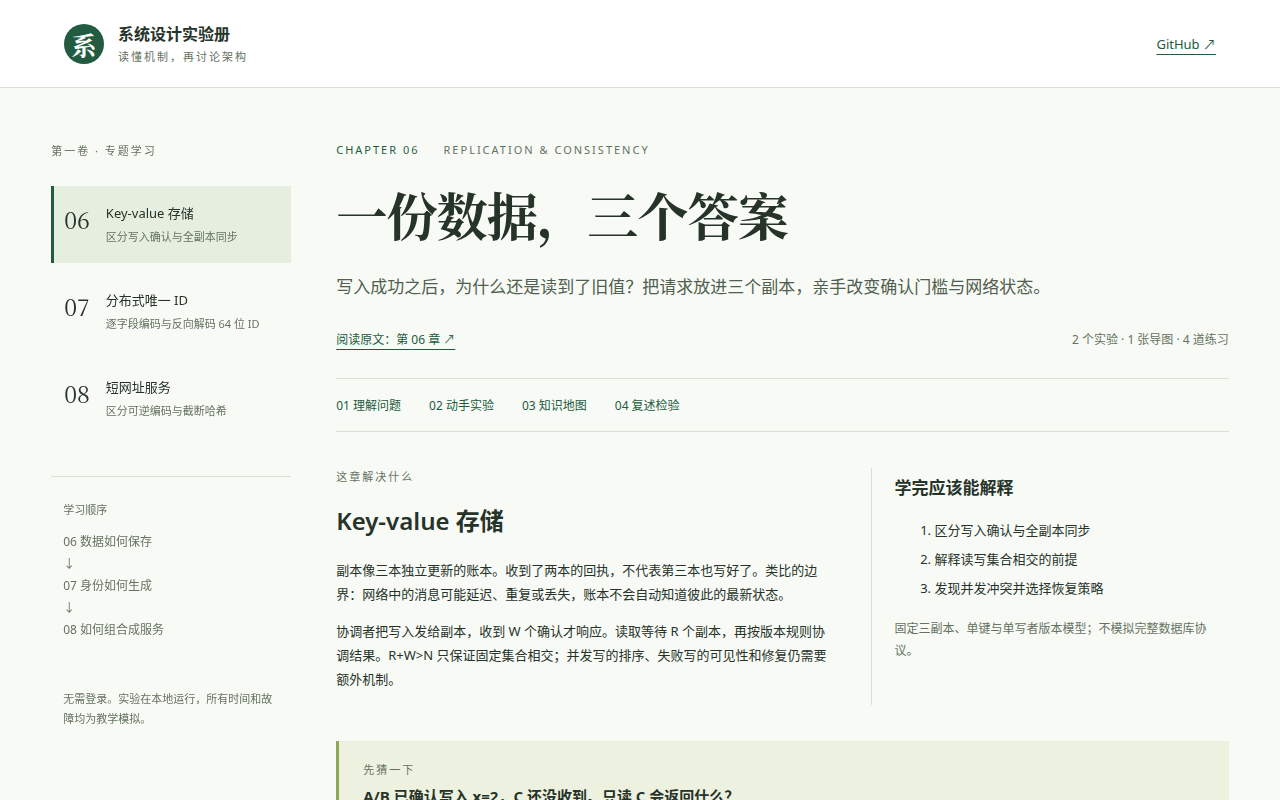 系
系统设计实验册
读懂机制，再讨论架构
GitHub ↗
第一卷 · 专题学习
06
Key-value 存储
区分写入确认与全副本同步
07
分布式唯一 ID
逐字段编码与反向解码 64 位 ID
08
短网址服务
区分可逆编码与截断哈希
学习顺序
06 数据如何保存
↓
07 身份如何生成
↓
08 如何组合成服务
无需登录。实验在本地运行，所有时间和故
障均为教学模拟。
CHAPTER 06 REPLICATION & CONSISTENCY
一份数据，三个答案
写入成功之后，为什么还是读到了旧值？把请求放进三个副本，亲手改变确认门槛与网络状态。
阅读原文：第 06 章 ↗
2 个实验 · 1 张导图 · 4 道练习
01 理解问题 02 动手实验 03 知识地图 04 复述检验
这章解决什么
Key-value 存储
副本像三本独立更新的账本。收到了两本的回执，不代表第三本也写好了。类比的边
界：网络中的消息可能延迟、重复或丢失，账本不会自动知道彼此的最新状态。
协调者把写入发给副本，收到 W 个确认才响应。读取等待 R 个副本，再按版本规则协
调结果。R+W>N 只保证固定集合相交；并发写的排序、失败写的可见性和修复仍需要
额外机制。
学完应该能解释
1. 区分写入确认与全副本同步
2. 解释读写集合相交的前提
3. 发现并发冲突并选择恢复策略
固定三副本、单键与单写者版本模型；不模拟完整数据库协
议。
先猜一下
A/B 已确认写入 x=2，C 还没收到。只读 C 会返回什么？